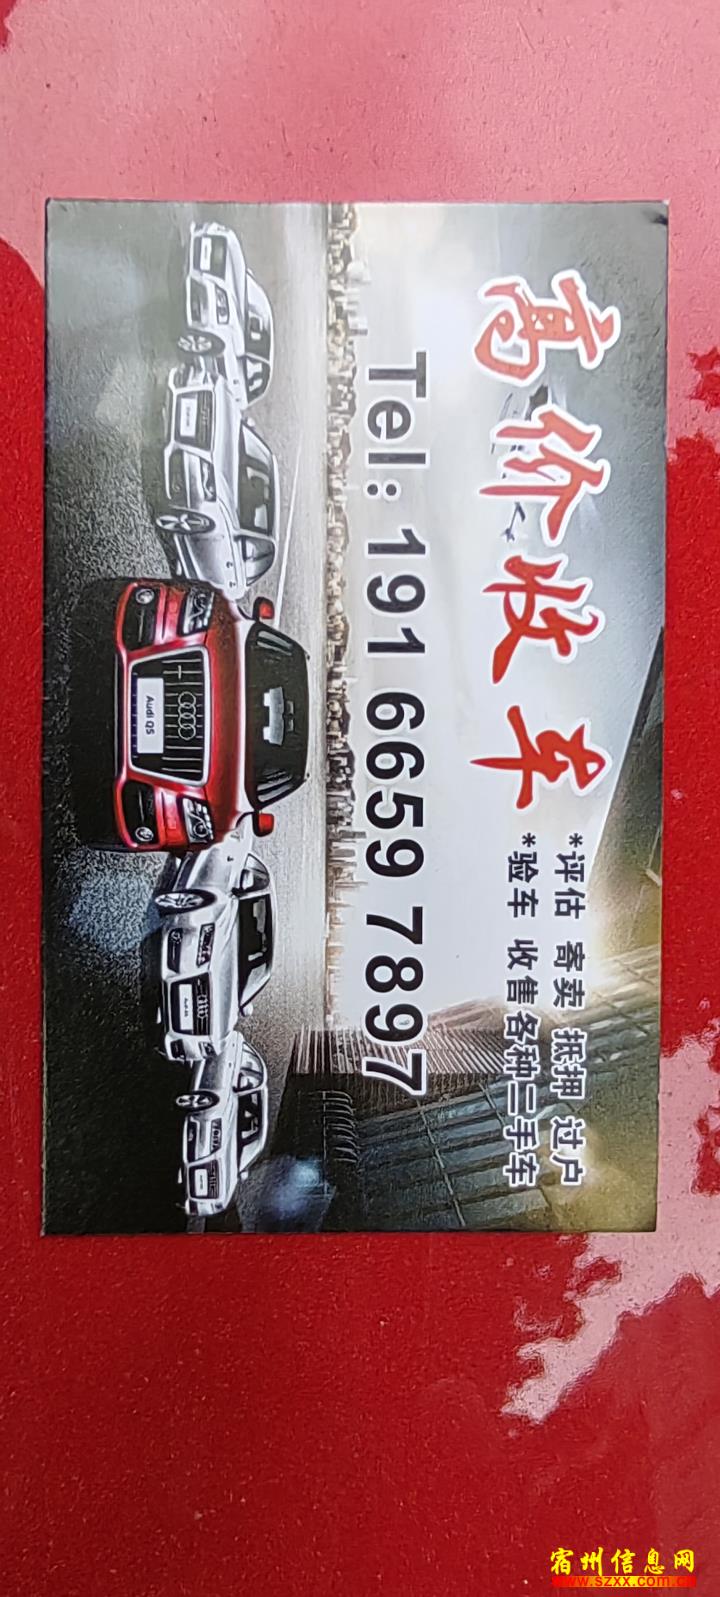 高价收车
*评估 寄卖 抵押 过户
*验车 收售各种二手车
Tel: 191 6659 7897
Audi Q5
宿州信息网
www.szxx.com.cn